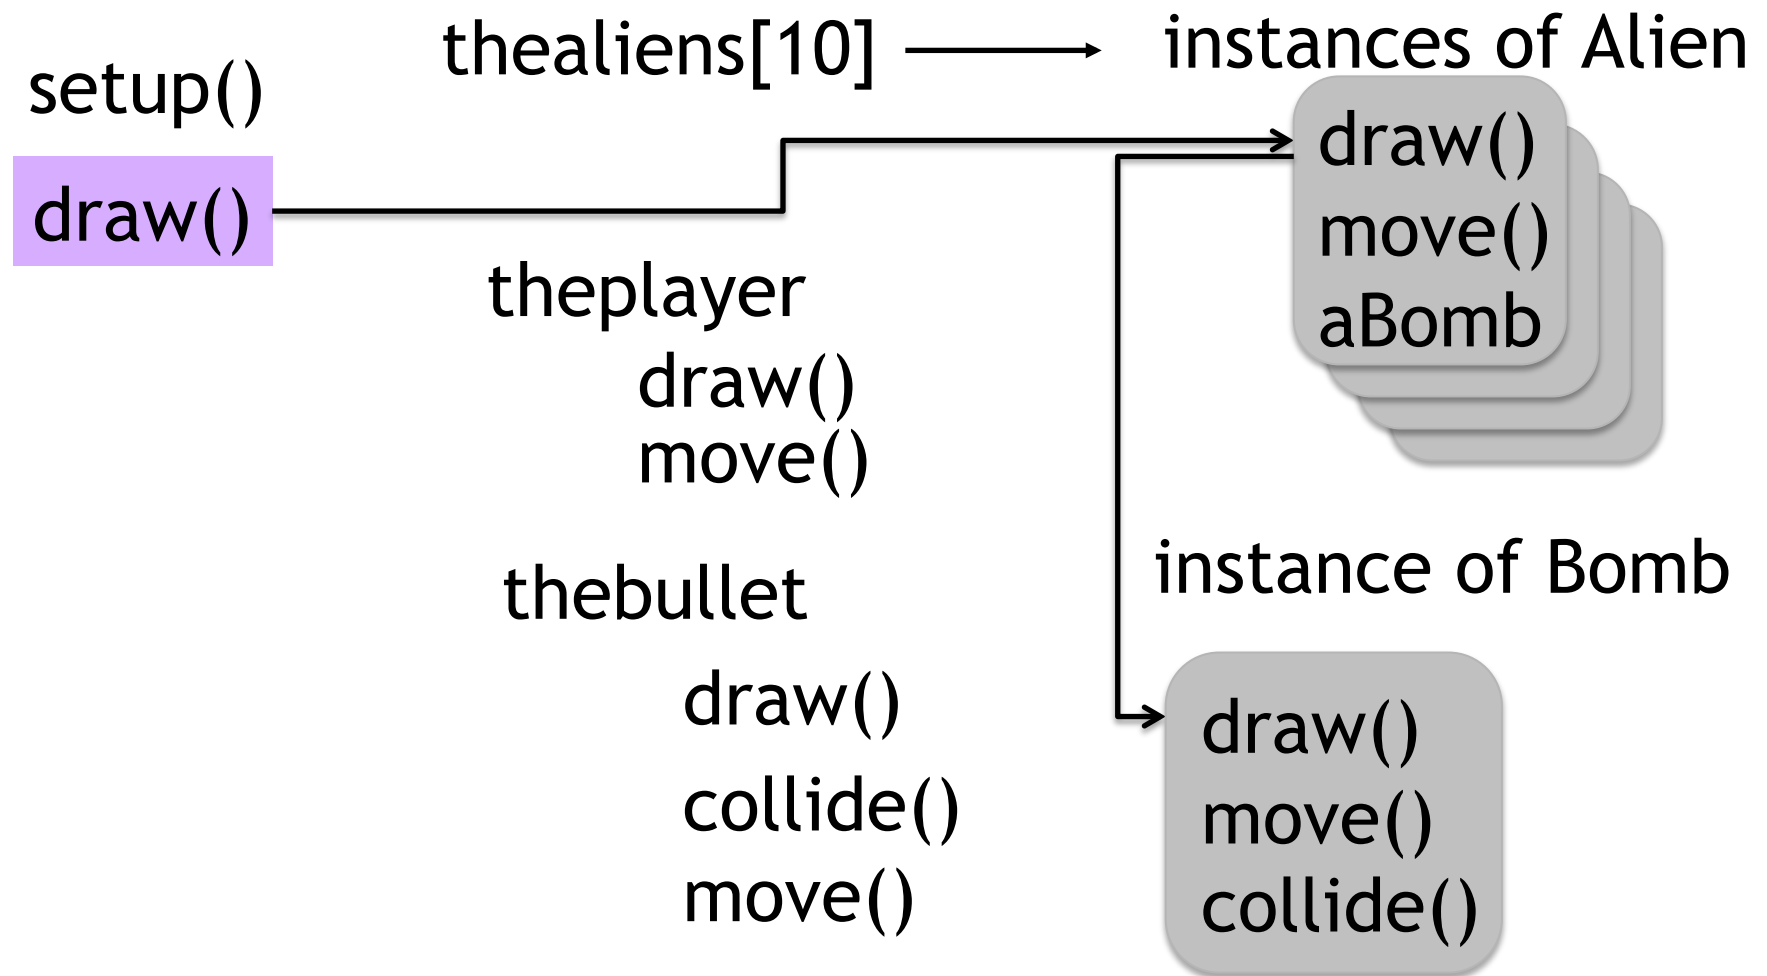 setup()
draw()
thealiens[10]
instances of Alien
draw()
move()
aBomb
theplayer
draw()
move()
thebullet
draw()
collide()
move()
instance of Bomb
draw()
move()
collide()